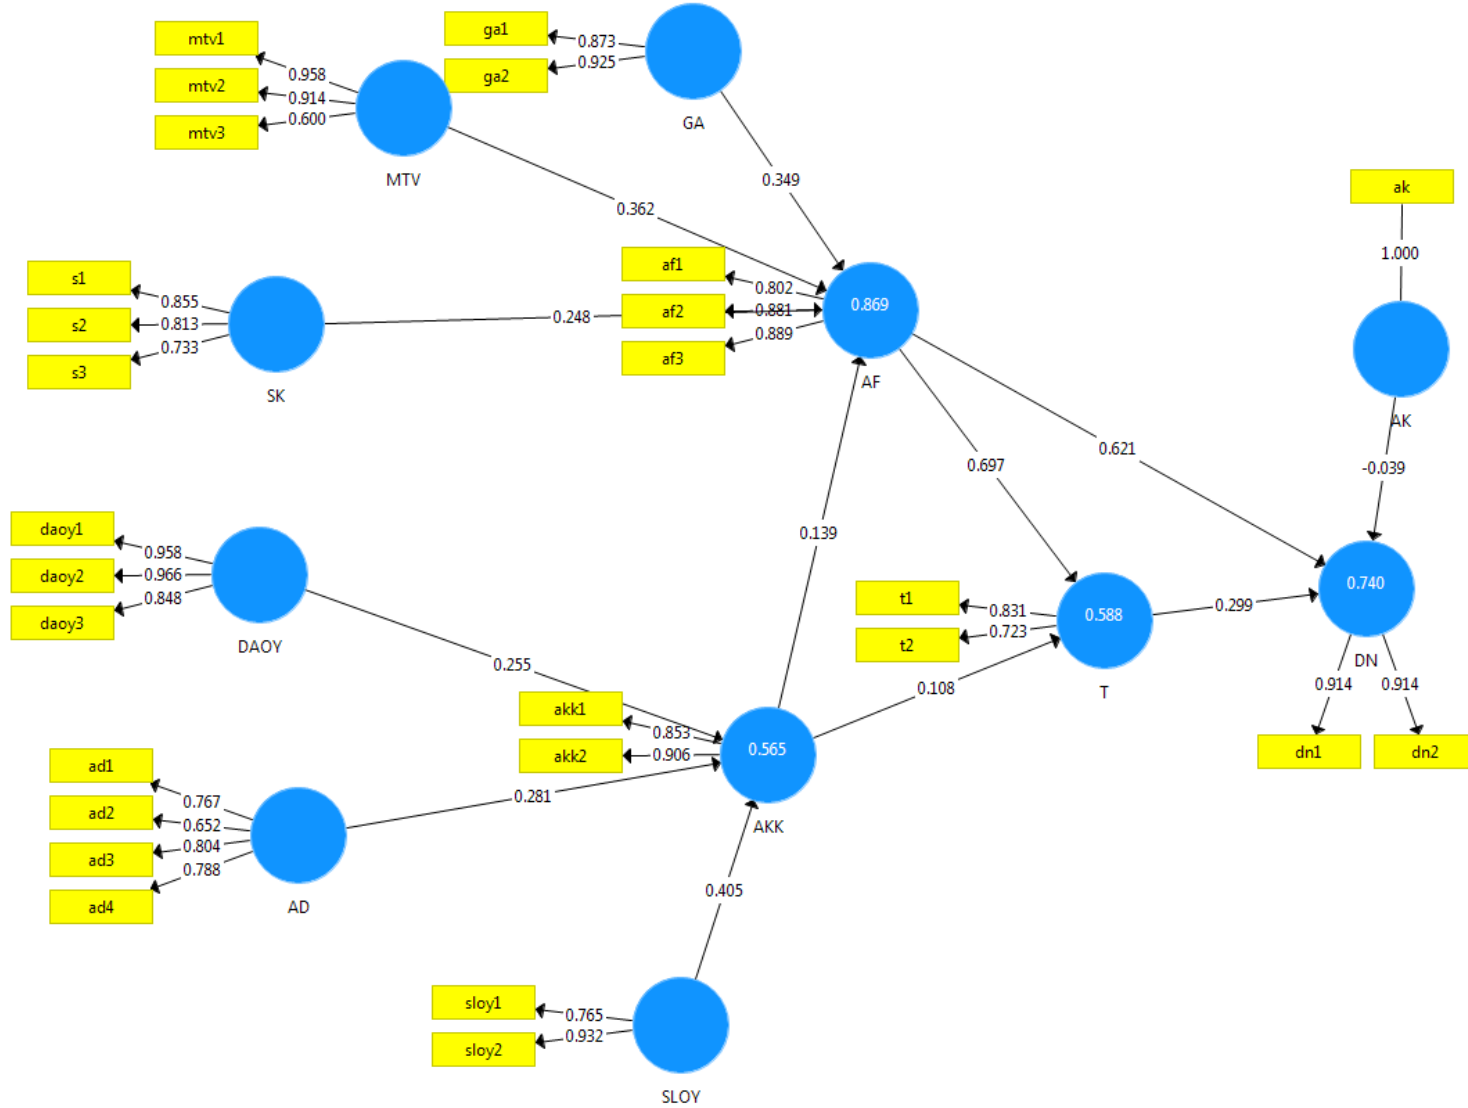 mtv1
mtv2
mtv3
0.958
0.914
0.600
MTV
ga1
ga2
0.873
0.925
GA
0.349
0.362
ak
1.000
AK
-0.039
s1
s2
s3
0.855
0.813
0.733
SK
0.248
af1
af2
af3
0.802
0.881
0.889
0.869
AF
0.621
0.697
0.139
daoy1
daoy2
daoy3
0.958
0.966
0.848
DAOY
0.255
t1
t2
0.831
0.723
0.588
T
0.299
0.740
DN
0.914
0.914
dn1
dn2
0.108
akk1
akk2
0.853
0.906
0.565
AKK
ad1
ad2
ad3
ad4
0.767
0.652
0.804
0.788
AD
0.281
0.405
sloy1
sloy2
0.765
0.932
SLOY